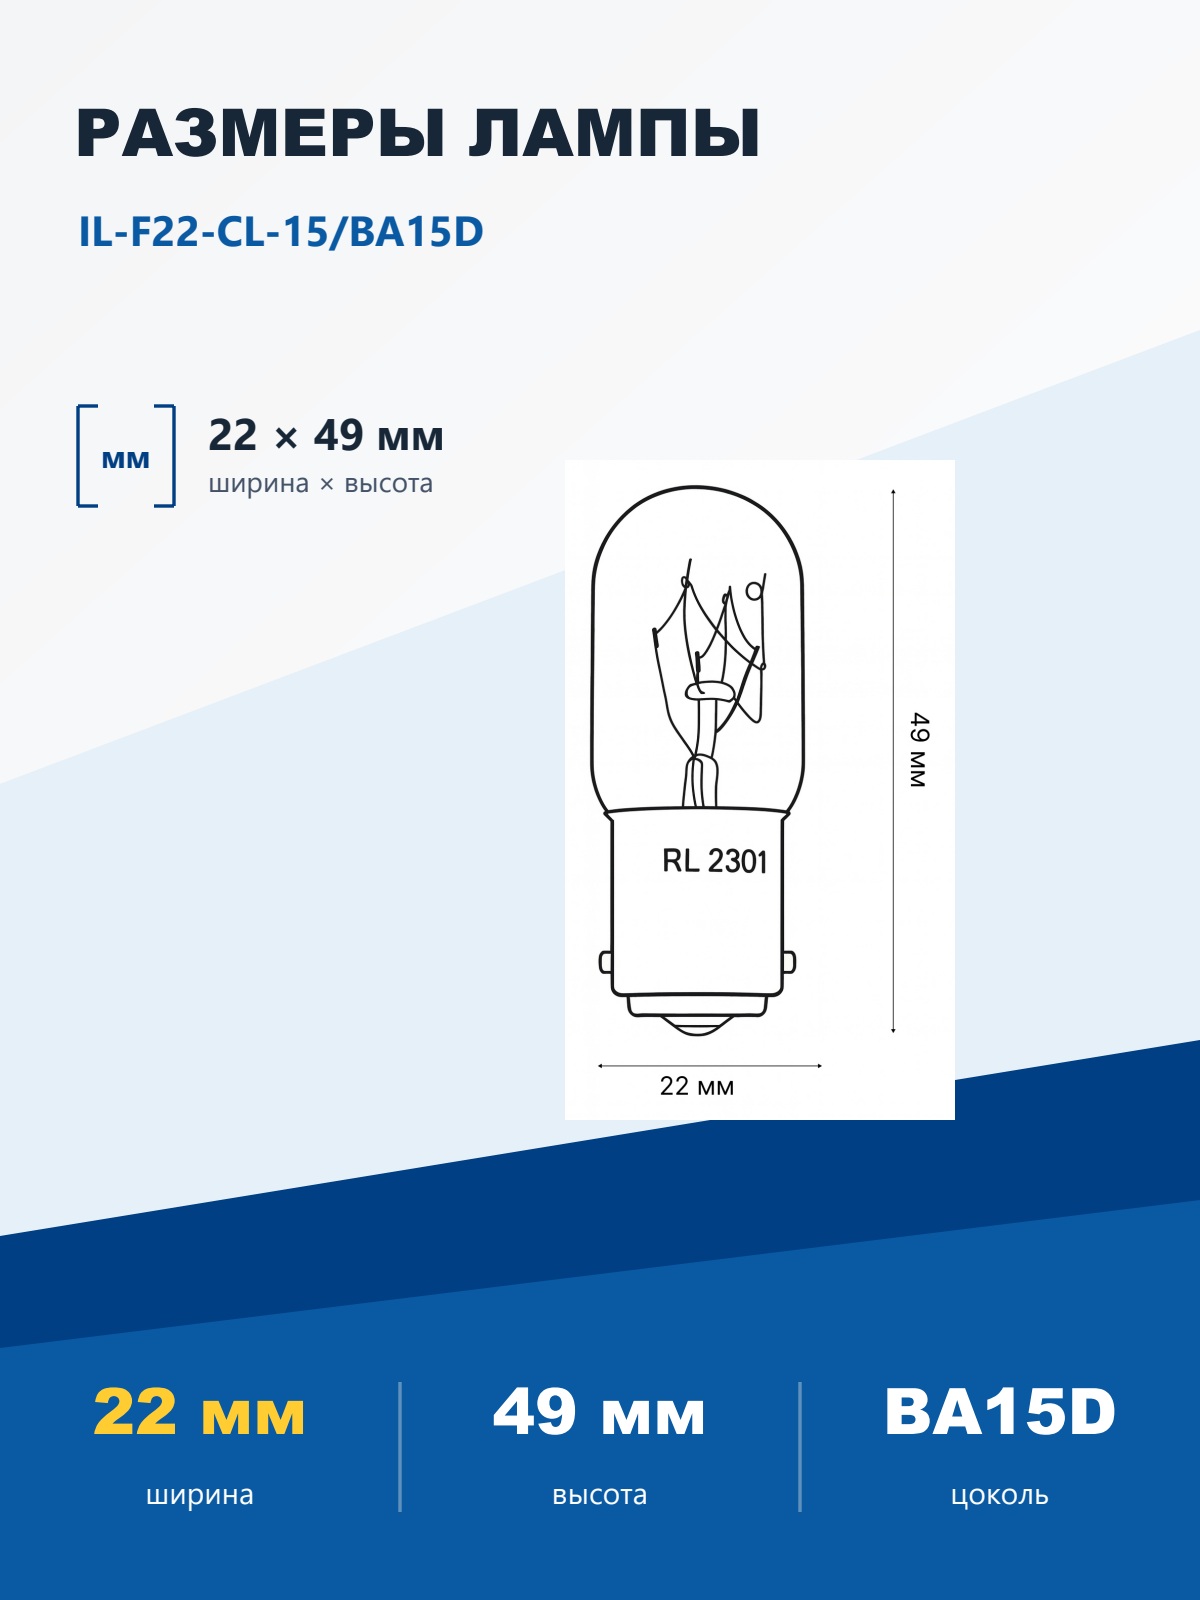 РАЗМЕРЫ ЛАМПЫ
IL-F22-CL-15/BA15D
мм
22 × 49 мм
ширина × высота
49 мм
RL 2301
22 мм
22 мм
ширина
49 мм
высота
BA15D
цоколь